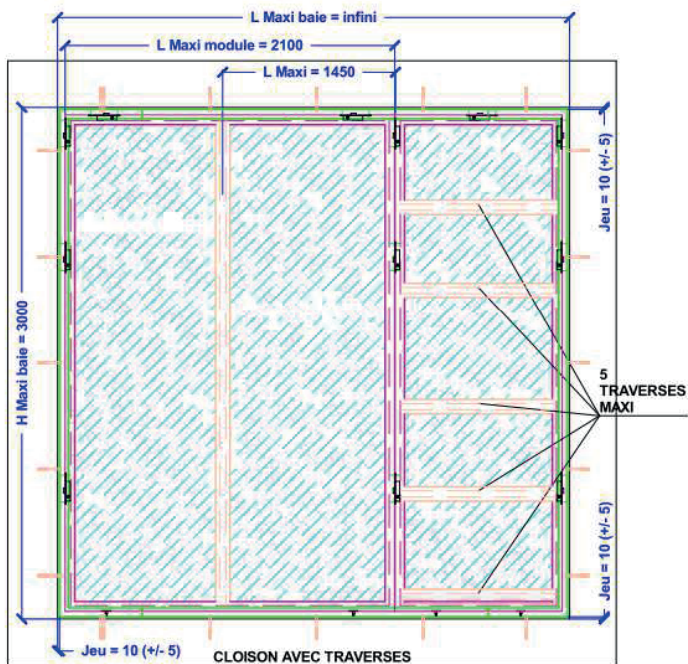 L Maxi baie = infini
L Maxi module = 2100
L Maxi = 1450
H Maxi baie = 3000
Jeu = 10 (+/- 5)
5
TRAVERSES
MAXI
Jeu = 10 (+/- 5)
Jeu = 10 (+/- 5)
CLOISON AVEC TRAVERSES